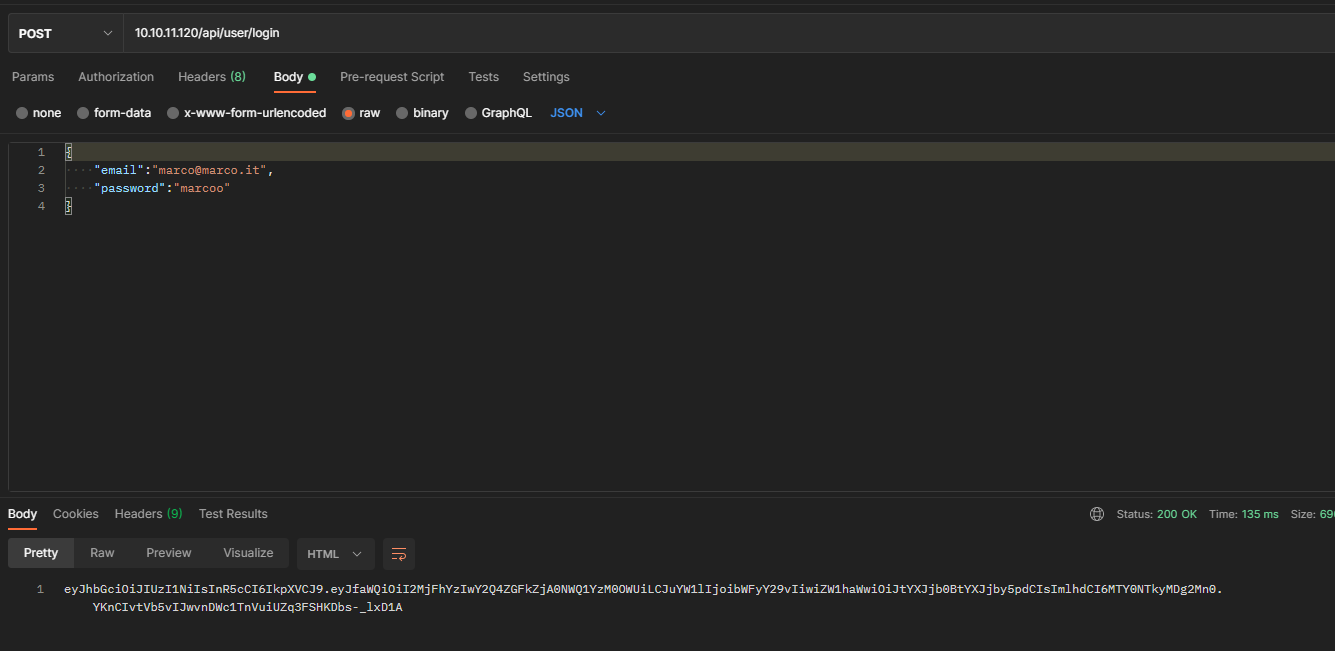 POST 10.10.11.120/api/user/login
Params Authorization Headers (8) Body Pre-request Script Tests Settings
none form-data x-www-form-urlencoded raw binary GraphQL JSON
1 {
2 ····"email":"marco@marco.it",
3 ····"password":"marcoo"
4 }
Body Cookies Headers (9) Test Results Status: 200 OK Time: 135 ms Size:
Pretty Raw Preview Visualize HTML
1 eyJhbGciOiJIUzI1NiIsInR5cCI6IkpXVCJ9.eyJfaWQiOiI2MjFhYzIwY2Q4ZGFkZjA0NWQ1YzM0OWUiLCJuYW1lIjoibWFyY29vIiwiZW1haWwiOiJtYXJjb0BtYXJjby5pdCIsImlhdCI6MTY0NTkyMDg2Mn0.
YKnCIvtVb5vIJwvnDWc1TnVuiUZq3FSHKDbs-_lxD1A